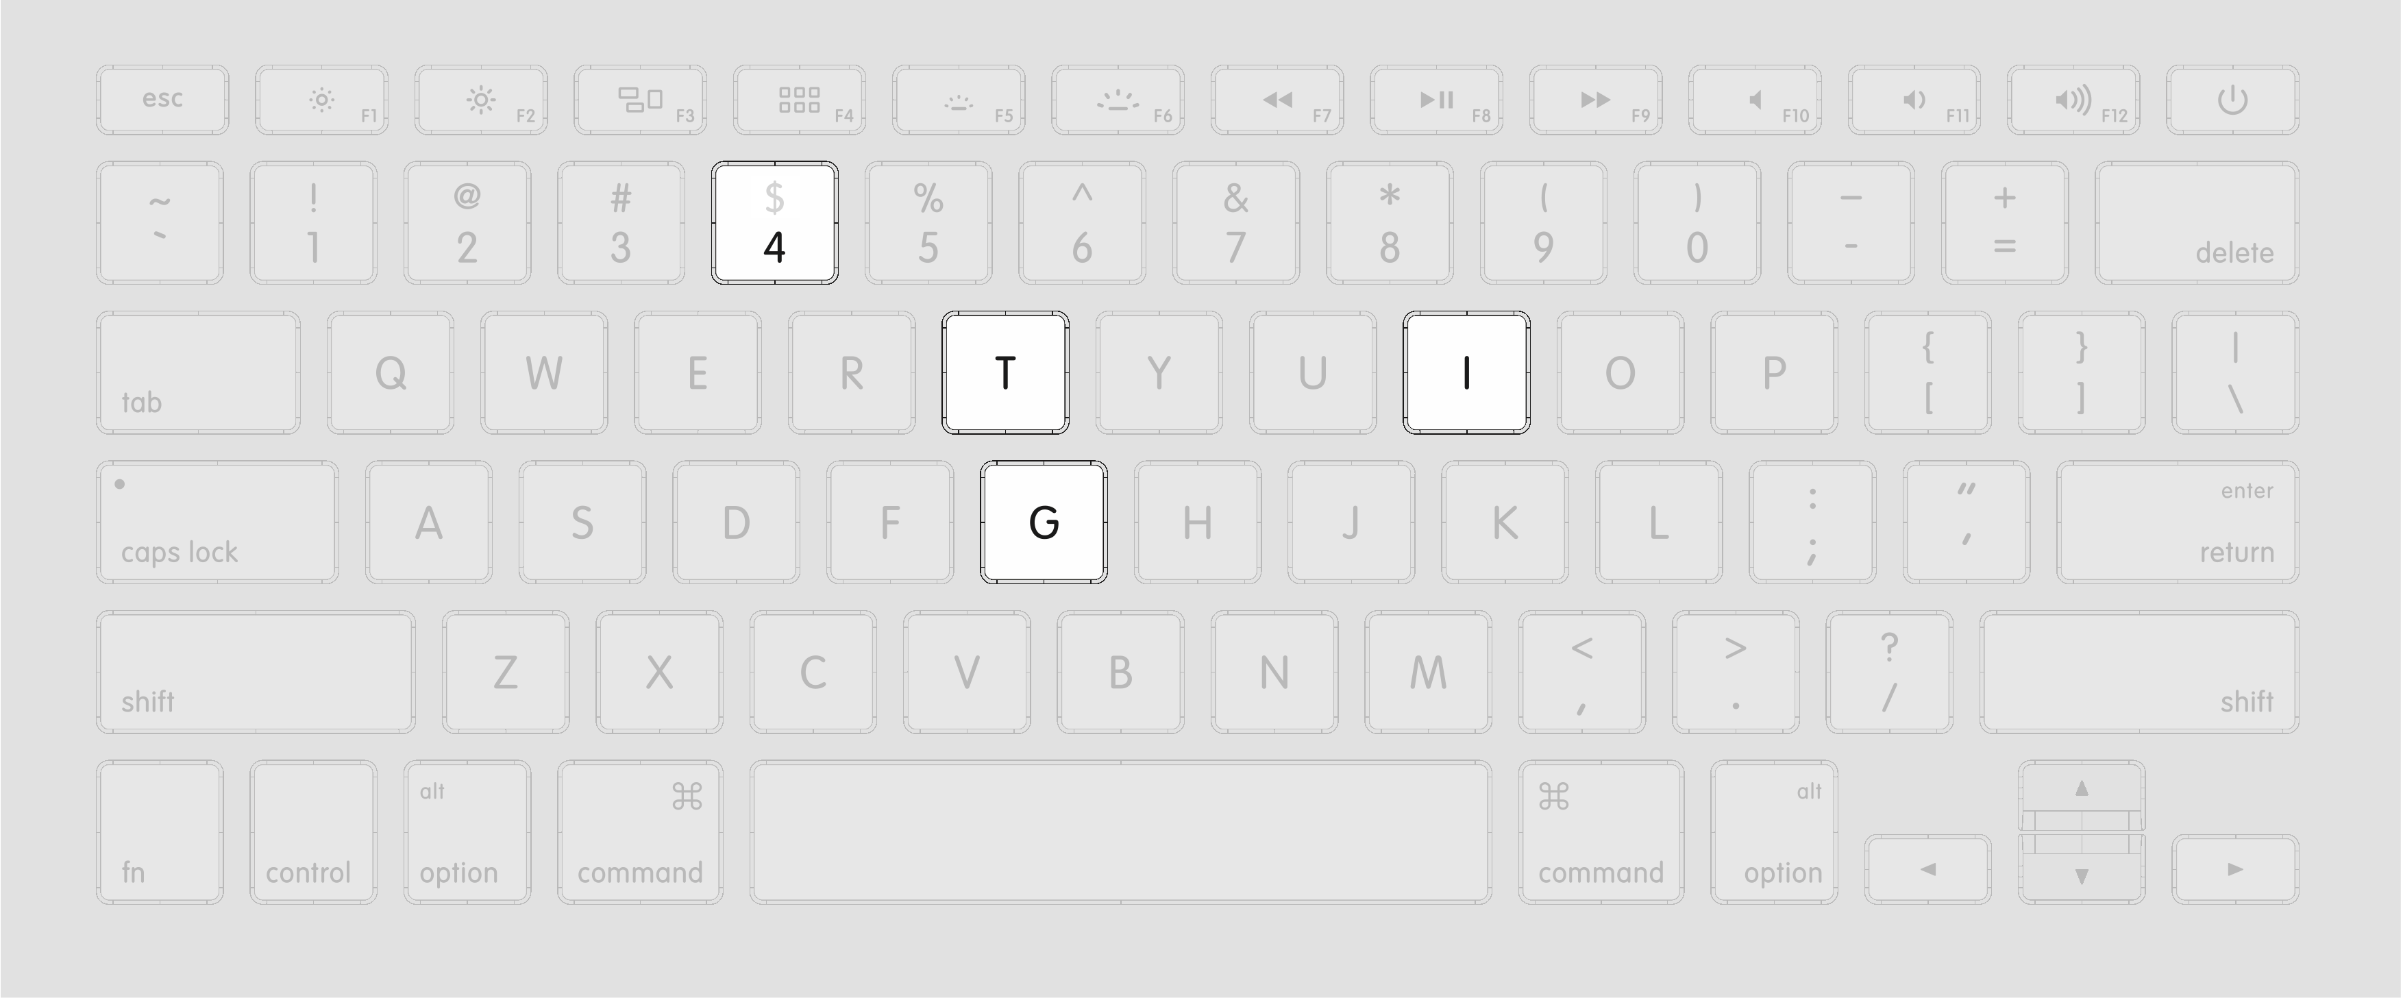 esc F1 F2 F3 F4 F5 F6 F7 F8 F9 F10 F11 F12
~ ! @ # $ % ^ & * ( ) — +
` 1 2 3 4 5 6 7 8 9 0 - = delete
tab Q W E R T Y U I O P { [ } ] | \
caps lock A S D F G H J K L : ; " ' enter return
shift Z X C V B N M < , > . ? / shift
fn control alt option ⌘ command ⌘ command alt option ◀ ▲ ▼ ▶